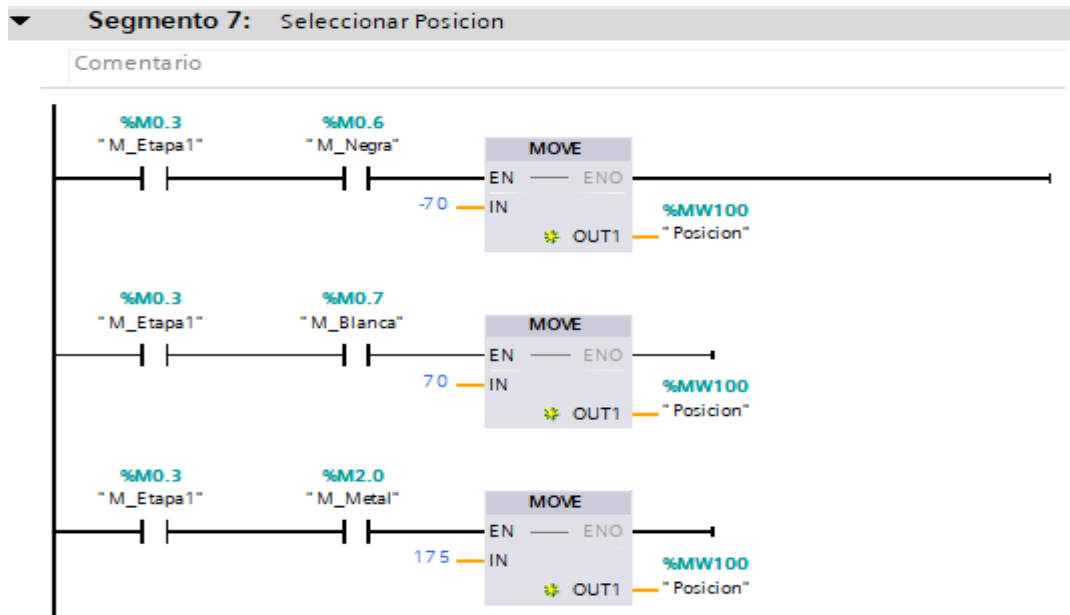 Segmento 7: Seleccionar Posicion
Comentario
%M0.3 %M0.6
"M_Etapa1" "M_Negra"
MOVE
EN ENO
-70 IN
%MW100
OUT1 "Posicion"
%M0.3 %M0.7
"M_Etapa1" "M_Blanca"
MOVE
EN ENO
70 IN
%MW100
OUT1 "Posicion"
%M0.3 %M2.0
"M_Etapa1" "M_Metal"
MOVE
EN ENO
175 IN
%MW100
OUT1 "Posicion"